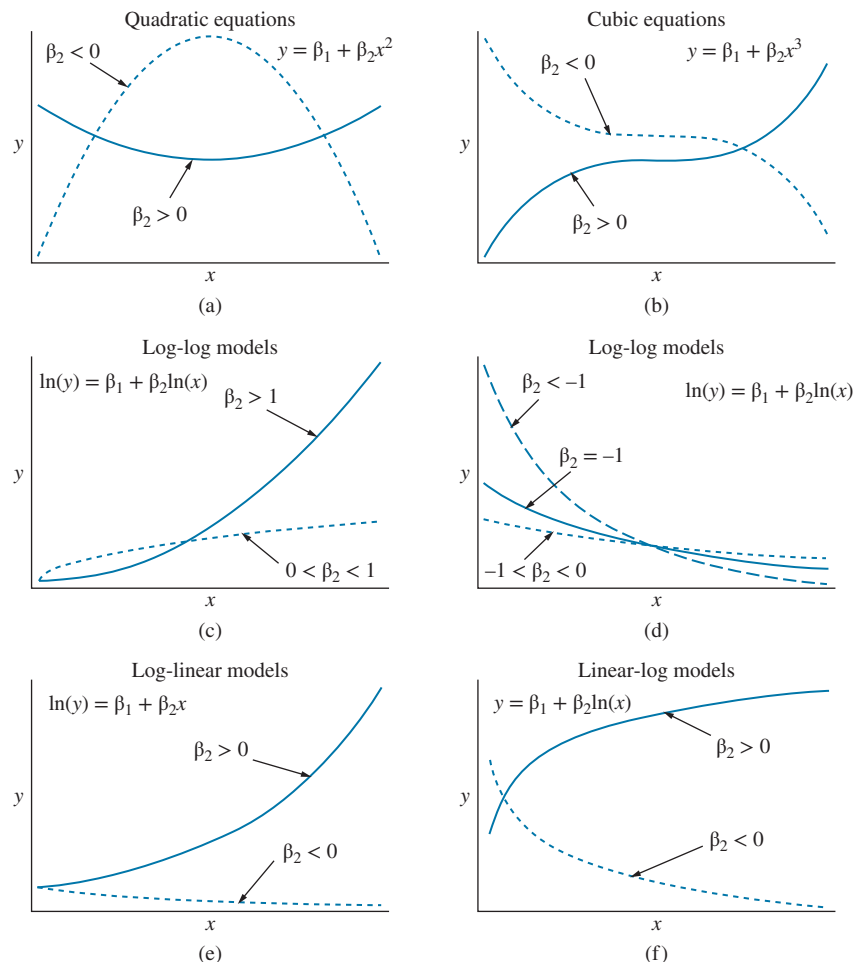 Quadratic equations
β₂ < 0
y = β₁ + β₂x²
y
β₂ > 0
x
(a)
Cubic equations
β₂ < 0
y = β₁ + β₂x³
y
β₂ > 0
x
(b)
Log-log models
ln(y) = β₁ + β₂ln(x)
β₂ > 1
y
0 < β₂ < 1
x
(c)
Log-log models
β₂ < –1
ln(y) = β₁ + β₂ln(x)
β₂ = –1
y
–1 < β₂ < 0
x
(d)
Log-linear models
ln(y) = β₁ + β₂x
β₂ > 0
y
β₂ < 0
x
(e)
Linear-log models
y = β₁ + β₂ln(x)
β₂ > 0
y
β₂ < 0
x
(f)